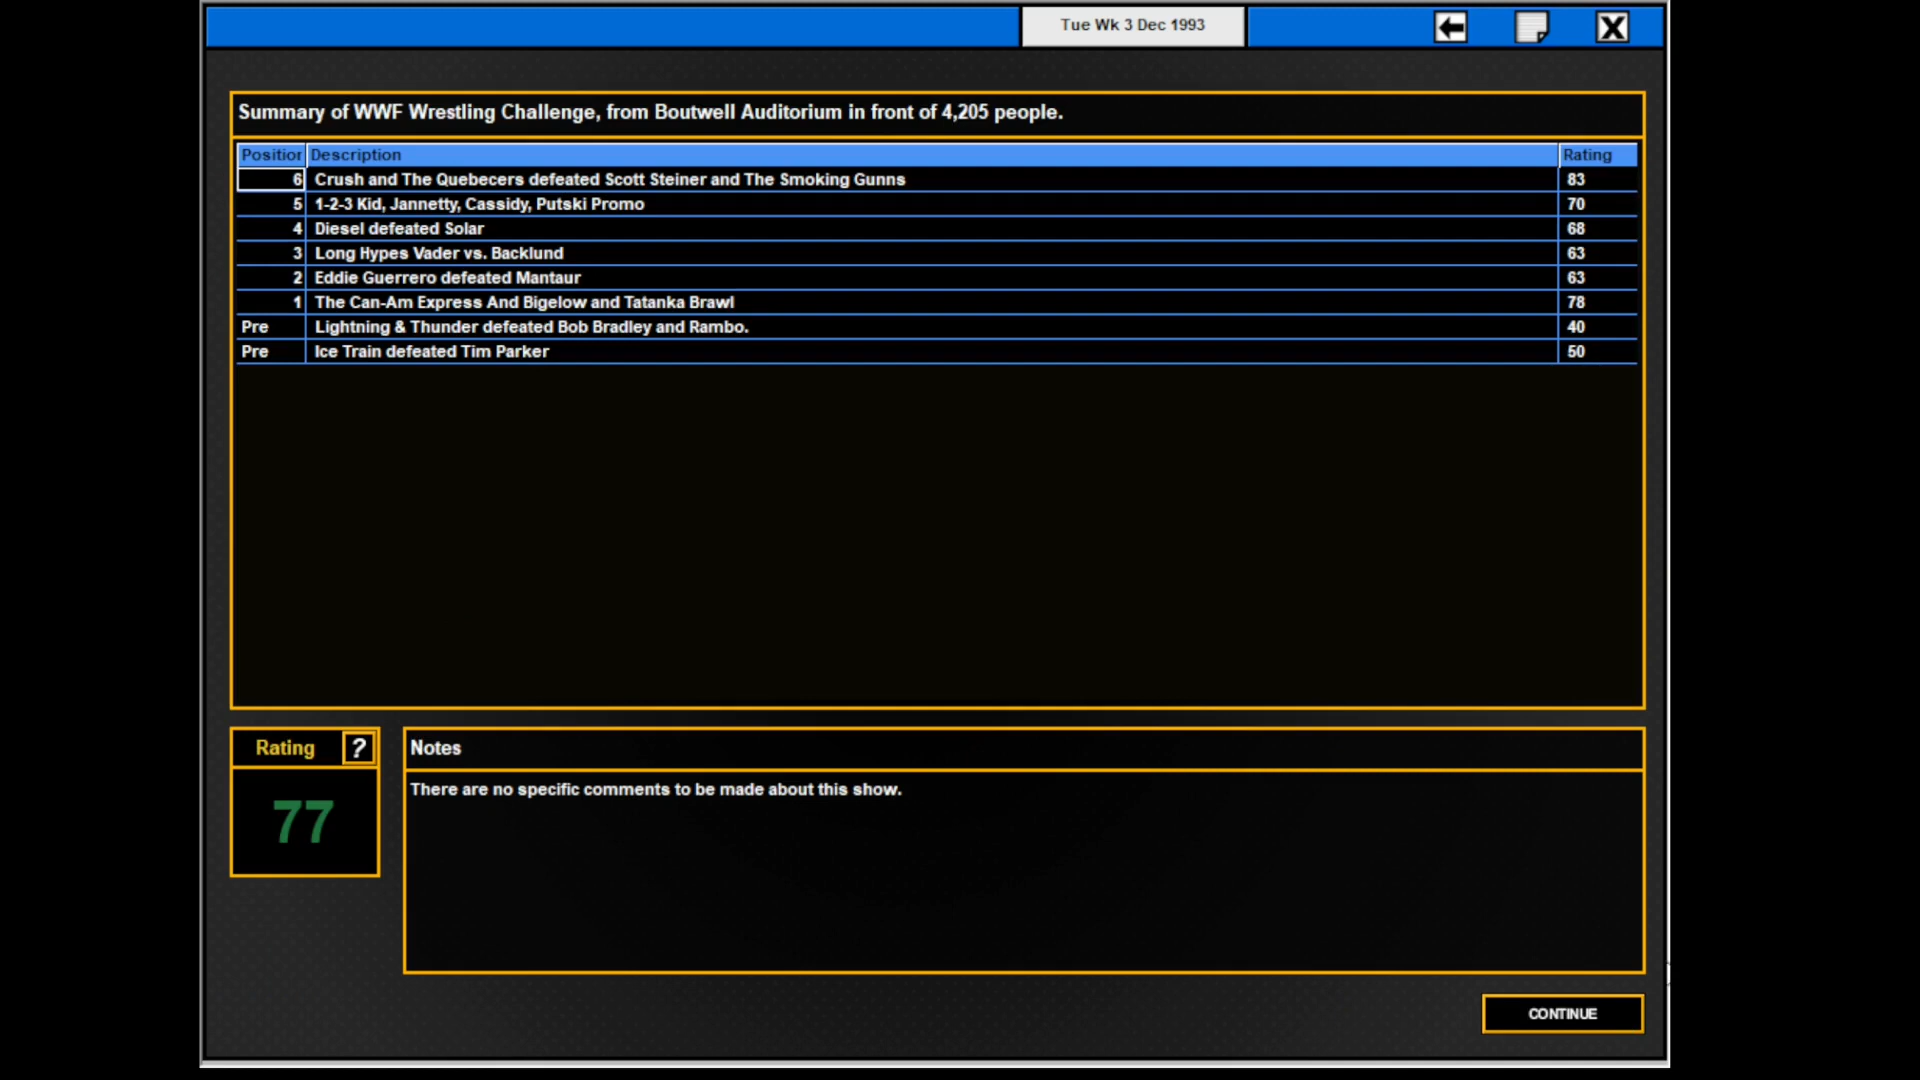 Tue Wk 3 Dec 1993
Summary of WWF Wrestling Challenge, from Boutwell Auditorium in front of 4,205 people.
Position Description Rating
6 Crush and The Quebecers defeated Scott Steiner and The Smoking Gunns 83
5 1-2-3 Kid, Jannetty, Cassidy, Putski Promo 70
4 Diesel defeated Solar 68
3 Long Hypes Vader vs. Backlund 63
2 Eddie Guerrero defeated Mantaur 63
1 The Can-Am Express And Bigelow and Tatanka Brawl 78
Pre Lightning & Thunder defeated Bob Bradley and Rambo. 40
Pre Ice Train defeated Tim Parker 50
Rating ?
77
Notes
There are no specific comments to be made about this show.
CONTINUE